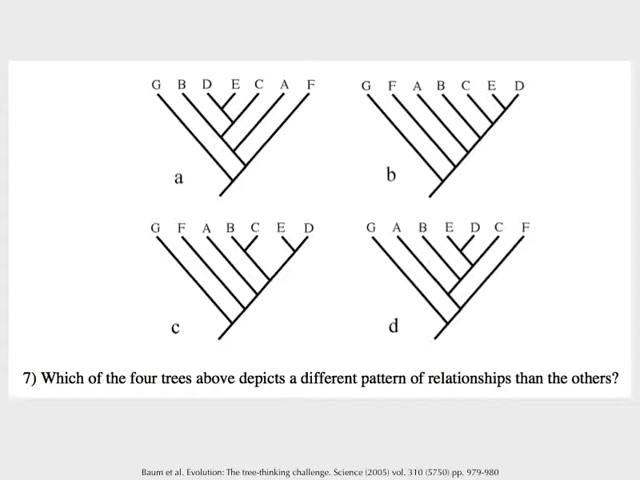 G B D E C A F
G F A B C E D
a
b
G F A B C E D
G A B E D C F
c
d
7) Which of the four trees above depicts a different pattern of relationships than the others?
Baum et al. Evolution: The tree-thinking challenge. Science (2005) vol. 310 (5750) pp. 979-980